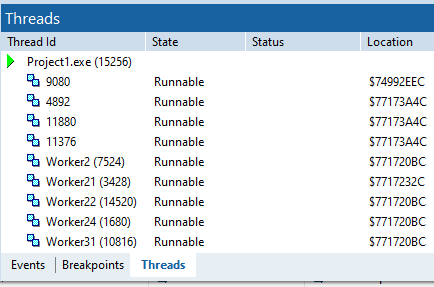 Threads
Thread Id State Status Location
Project1.exe (15256)
9080 Runnable $74992EEC
4892 Runnable $77173A4C
11880 Runnable $77173A4C
11376 Runnable $77173A4C
Worker2 (7524) Runnable $771720BC
Worker21 (3428) Runnable $7717232C
Worker22 (14520) Runnable $771720BC
Worker24 (1680) Runnable $771720BC
Worker31 (10816) Runnable $771720BC
Events Breakpoints Threads